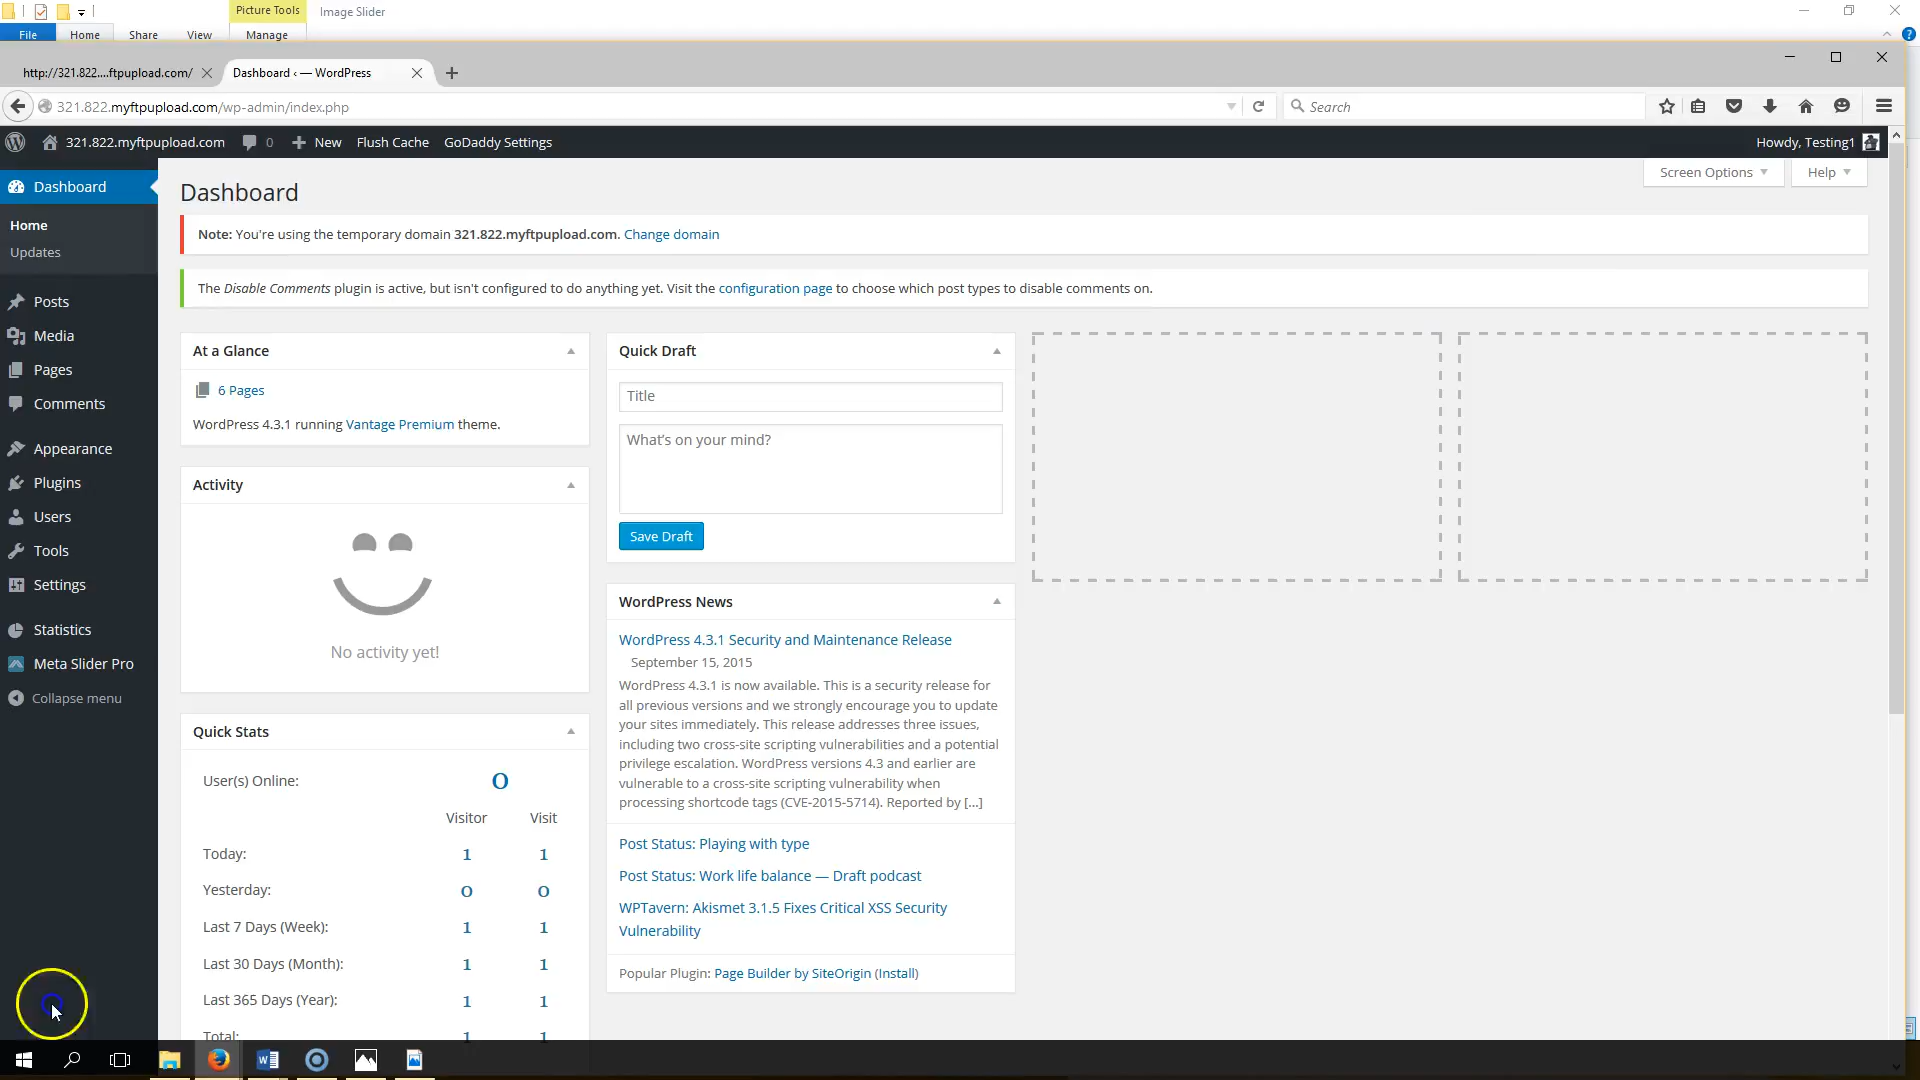 Picture Tools
Image Slider
File
Home
Share
View
Manage
http://321.822....ftpupload.com/
Dashboard ‹ — WordPress
321.822.myftpupload.com/wp-admin/index.php
Search
321.822.myftpupload.com
0
New
Flush Cache
GoDaddy Settings
Howdy, Testing1
Dashboard
Home
Updates
Posts
Media
Pages
Comments
Appearance
Plugins
Users
Tools
Settings
Statistics
Meta Slider Pro
Collapse menu
Screen Options
Help
Dashboard
Note: You're using the temporary domain 321.822.myftpupload.com. Change domain
The Disable Comments plugin is active, but isn't configured to do anything yet. Visit the configuration page to choose which post types to disable comments on.
At a Glance
6 Pages
WordPress 4.3.1 running Vantage Premium theme.
Activity
No activity yet!
Quick Stats
User(s) Online: 0
Visitor Visit
Today: 1 1
Yesterday: 0 0
Last 7 Days (Week): 1 1
Last 30 Days (Month): 1 1
Last 365 Days (Year): 1 1
Total: 1 1
Quick Draft
Title
What's on your mind?
Save Draft
WordPress News
WordPress 4.3.1 Security and Maintenance Release
September 15, 2015
WordPress 4.3.1 is now available. This is a security release for
all previous versions and we strongly encourage you to update
your sites immediately. This release addresses three issues,
including two cross-site scripting vulnerabilities and a potential
privilege escalation. WordPress versions 4.3 and earlier are
vulnerable to a cross-site scripting vulnerability when
processing shortcode tags (CVE-2015-5714). Reported by […]
Post Status: Playing with type
Post Status: Work life balance — Draft podcast
WPTavern: Akismet 3.1.5 Fixes Critical XSS Security
Vulnerability
Popular Plugin: Page Builder by SiteOrigin (Install)